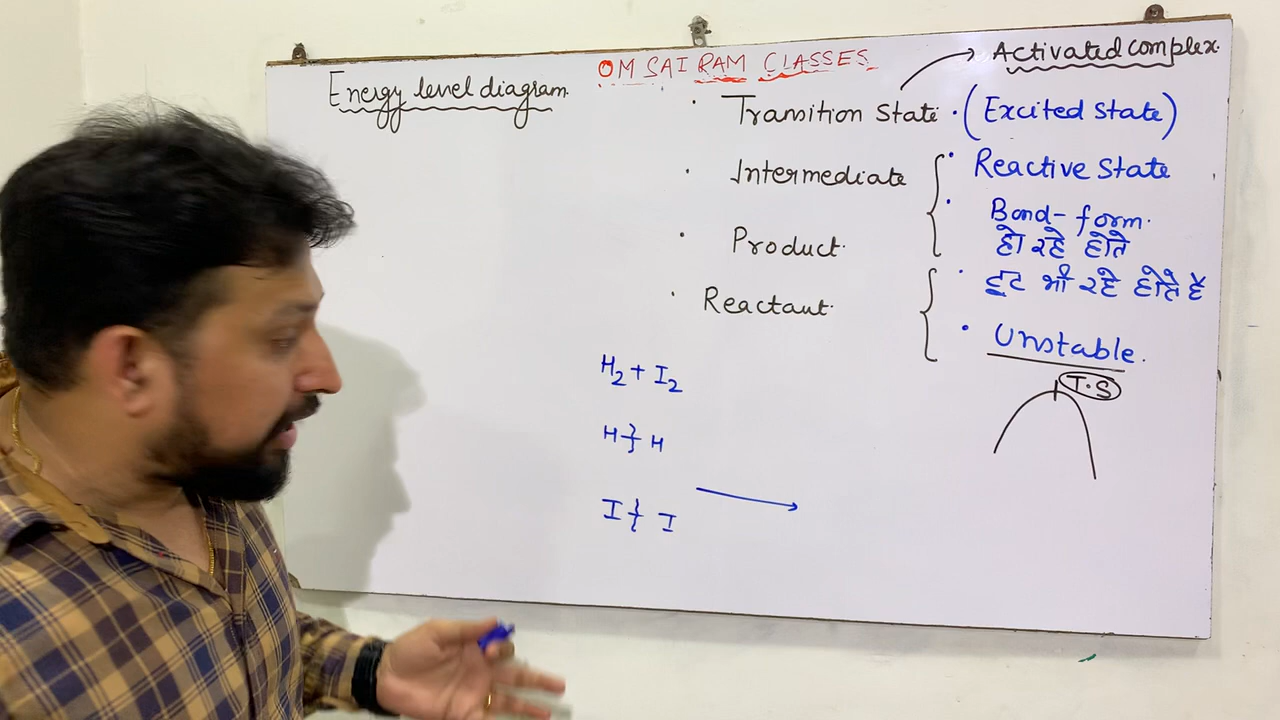 OM SAI RAM CLASSES
Energy level diagram
Activated complex.
Transition State · (Excited State)
Intermediate
Product
Reactant
Reactive State
Bond-form
हो रहे होते
टूट भी रहे होते है
Unstable.
T.S
H2 + I2
H H
I I